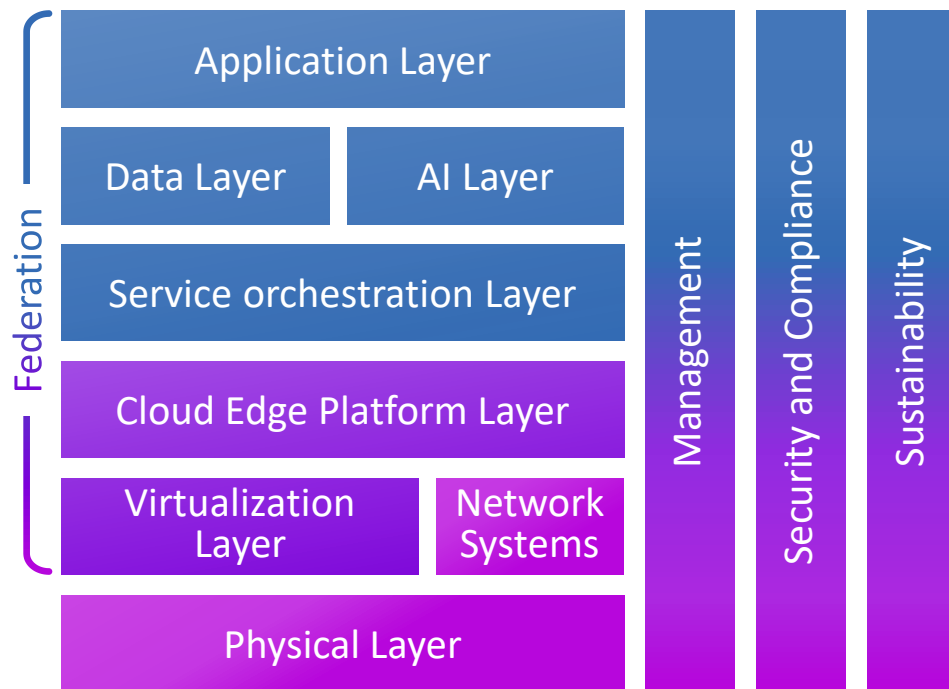 Federation
Application Layer
Data Layer
AI Layer
Service orchestration Layer
Cloud Edge Platform Layer
Virtualization
Layer
Network
Systems
Physical Layer
Management
Security and Compliance
Sustainability